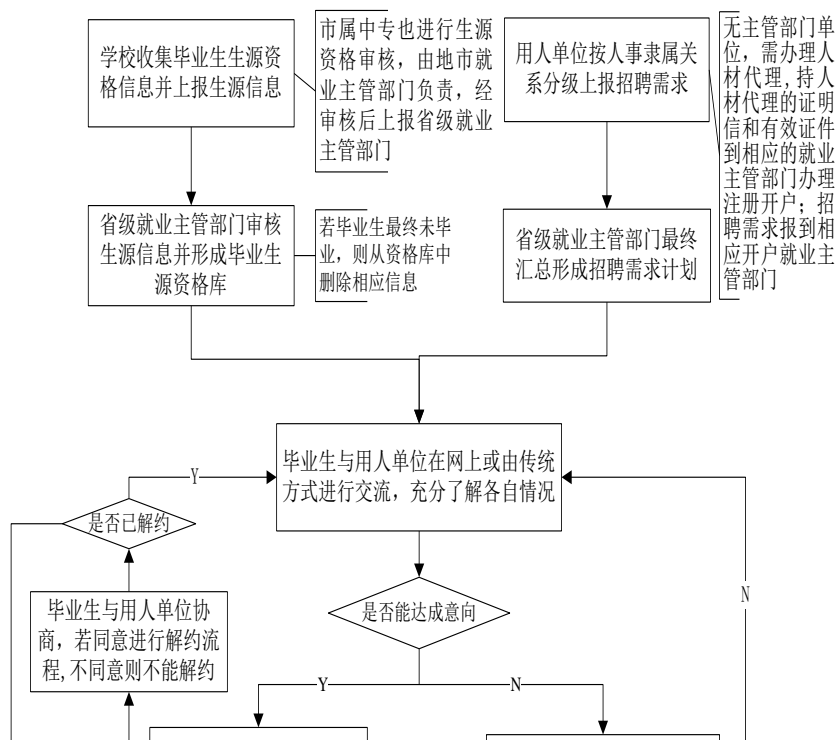 学校收集毕业生生源资
格信息并上报生源信息
市属中专也进行生源
资格审核，由地市就
业主管部门负责，经
审核后上报省级就业
主管部门
用人单位按人事隶属关
系分级上报招聘需求
无主管部门单
位，需办理人
材代理,持人
材代理的证明
信和有效证件
到相应的就业
主管部门办理
注册开户；招
聘需求报到相
应开户就业主
管部门
省级就业主管部门审核
生源信息并形成毕业生
源资格库
若毕业生最终未毕
业，则从资格库中
删除相应信息
省级就业主管部门最终
汇总形成招聘需求计划
毕业生与用人单位在网上或由传统
方式进行交流，充分了解各自情况
Y
是否已解约
毕业生与用人单位协
商，若同意进行解约流
程,不同意则不能解约
是否能达成意向
N
Y
N